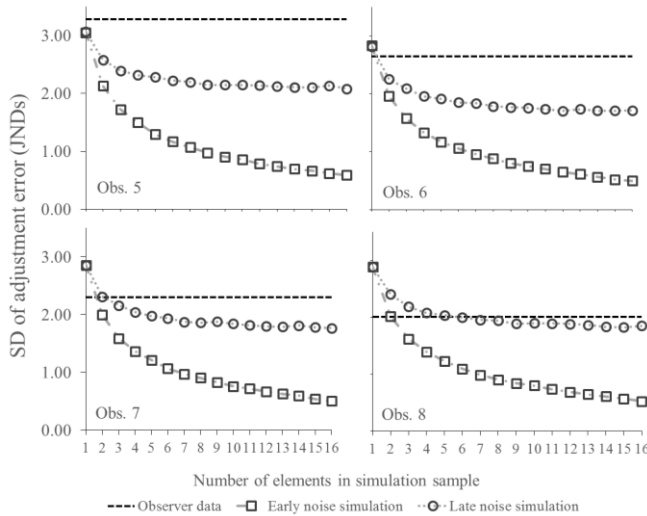 SD of adjustment error (JNDs)
3.00
2.00
1.00
0.00
Obs. 5
Obs. 6
3.00
2.00
1.00
0.00
Obs. 7
Obs. 8
1 2 3 4 5 6 7 8 9 10 11 12 13 14 15 16
1 2 3 4 5 6 7 8 9 10 11 12 13 14 15 16
Number of elements in simulation sample
Observer data Early noise simulation Late noise simulation